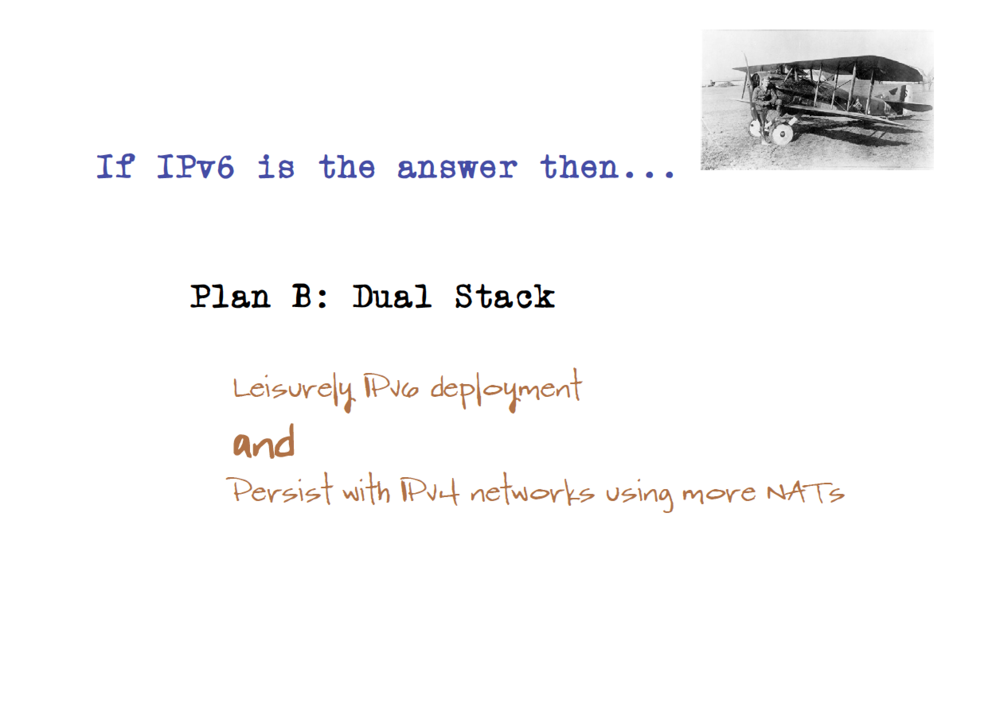 If IPv6 is the answer then...
Plan B: Dual Stack
Leisurely IPv6 deployment
and
Persist with IPv4 networks using more NATs